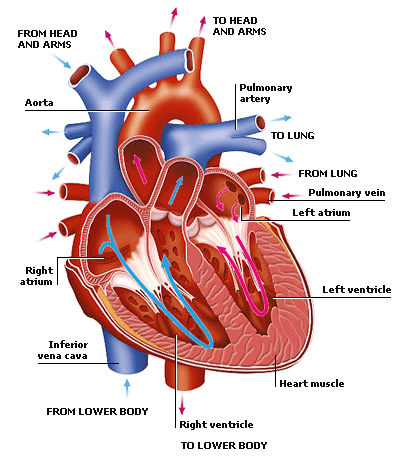 FROM HEAD
AND ARMS
TO HEAD
AND ARMS
Aorta
Pulmonary
artery
TO LUNG
FROM LUNG
Pulmonary vein
Left atrium
Right
atrium
Left ventricle
Inferior
vena cava
Heart muscle
FROM LOWER BODY
Right ventricle
TO LOWER BODY